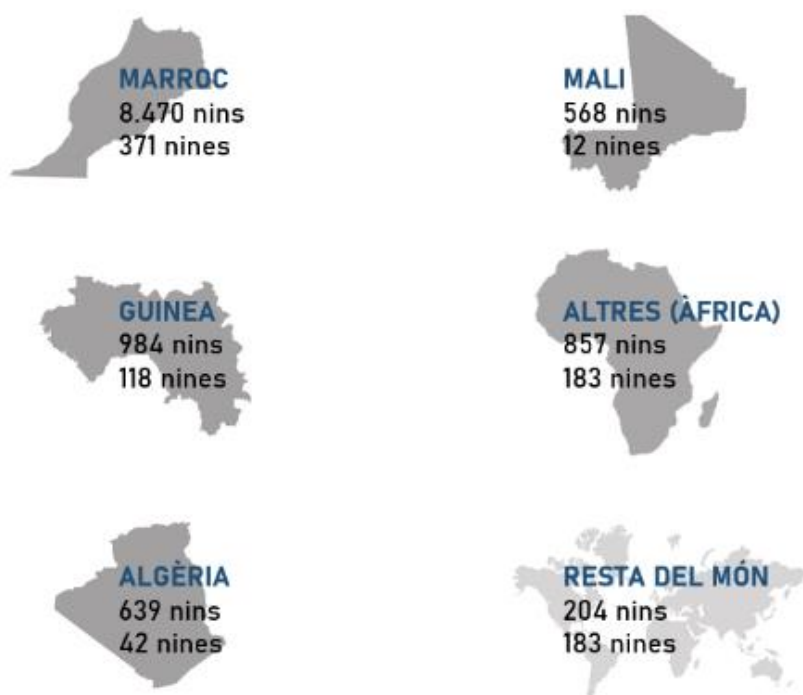 MARROC
8.470 nins
371 nines
MALI
568 nins
12 nines
GUINEA
984 nins
118 nines
ALTRES (ÀFRICA)
857 nins
183 nines
ALGÈRIA
639 nins
42 nines
RESTA DEL MÓN
204 nins
183 nines